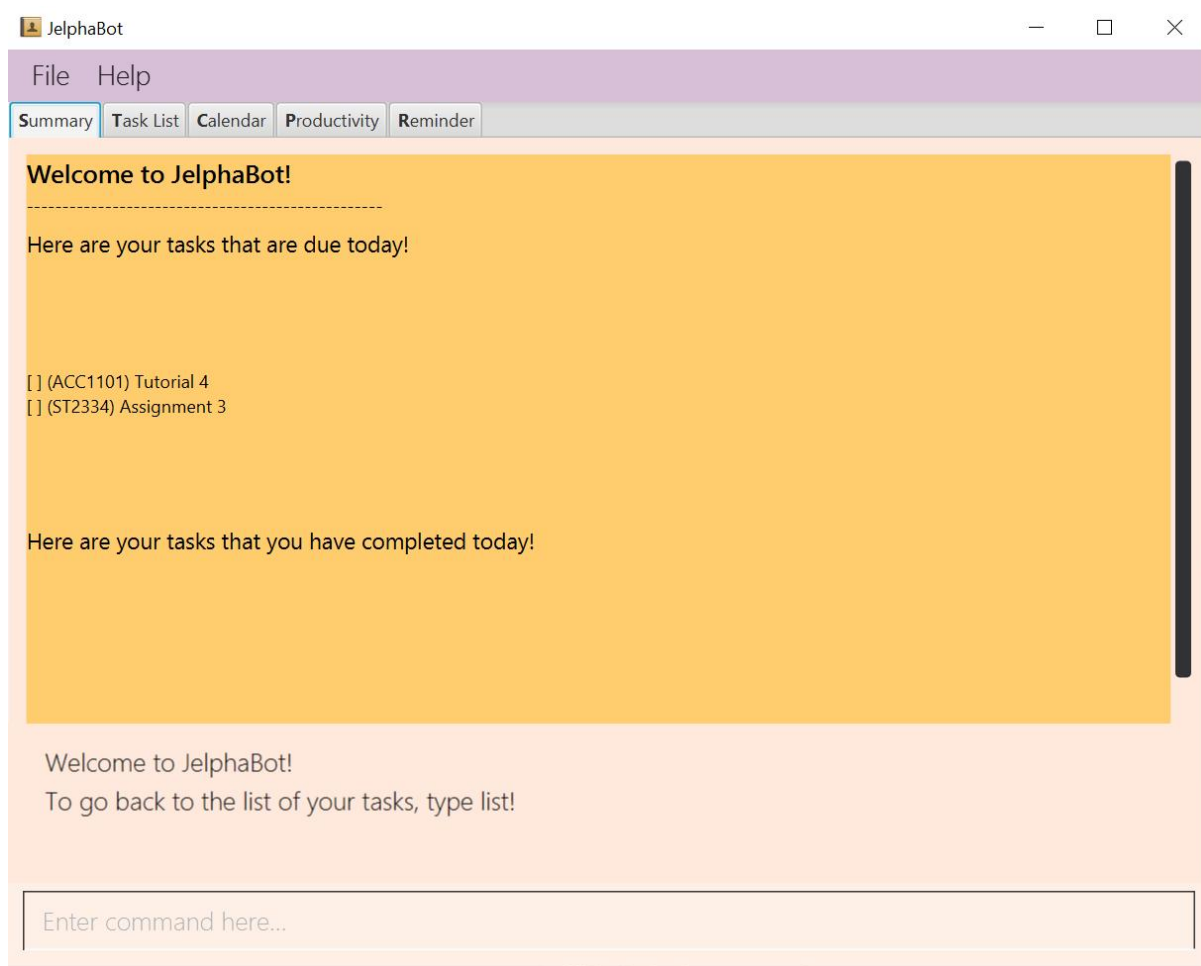 JelphaBot
File Help
Summary Task List Calendar Productivity Reminder
Welcome to JelphaBot!
--------------------------------------------------
Here are your tasks that are due today!
[ ] (ACC1101) Tutorial 4
[ ] (ST2334) Assignment 3
Here are your tasks that you have completed today!
Welcome to JelphaBot!
To go back to the list of your tasks, type list!
Enter command here...